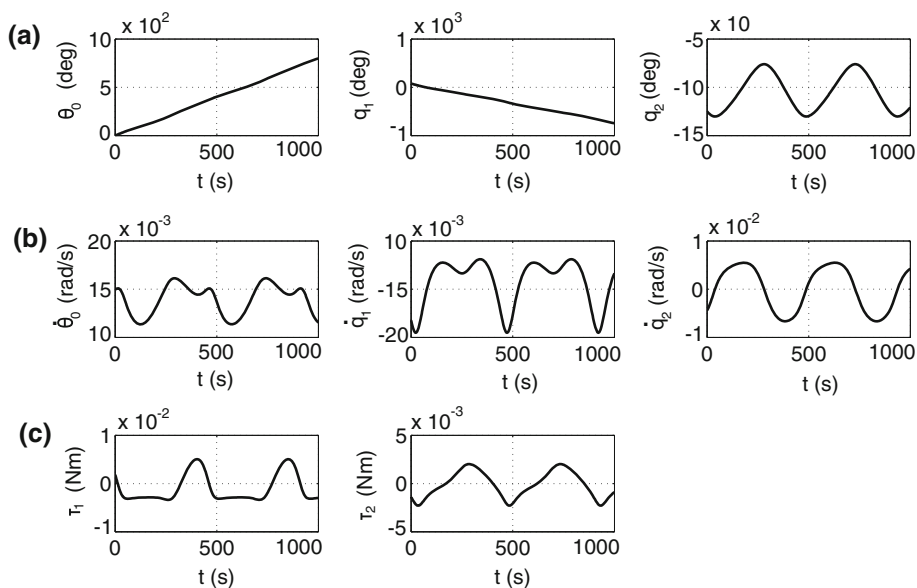 (a)
x 10²
10
5
0
θ₀ (deg)
0 500 1000
t (s)
x 10³
1
0
-1
q₁ (deg)
0 500 1000
t (s)
x 10
-5
-10
-15
q₂ (deg)
0 500 1000
t (s)
(b)
x 10⁻³
20
15
10
θ̇₀ (rad/s)
0 500 1000
t (s)
x 10⁻³
10
-15
-20
q̇₁ (rad/s)
0 500 1000
t (s)
x 10⁻²
1
0
-1
q̇₂ (rad/s)
0 500 1000
t (s)
(c)
x 10⁻²
1
0
-1
τ₁ (Nm)
0 500 1000
t (s)
x 10⁻³
5
0
-5
τ₂ (Nm)
0 500 1000
t (s)